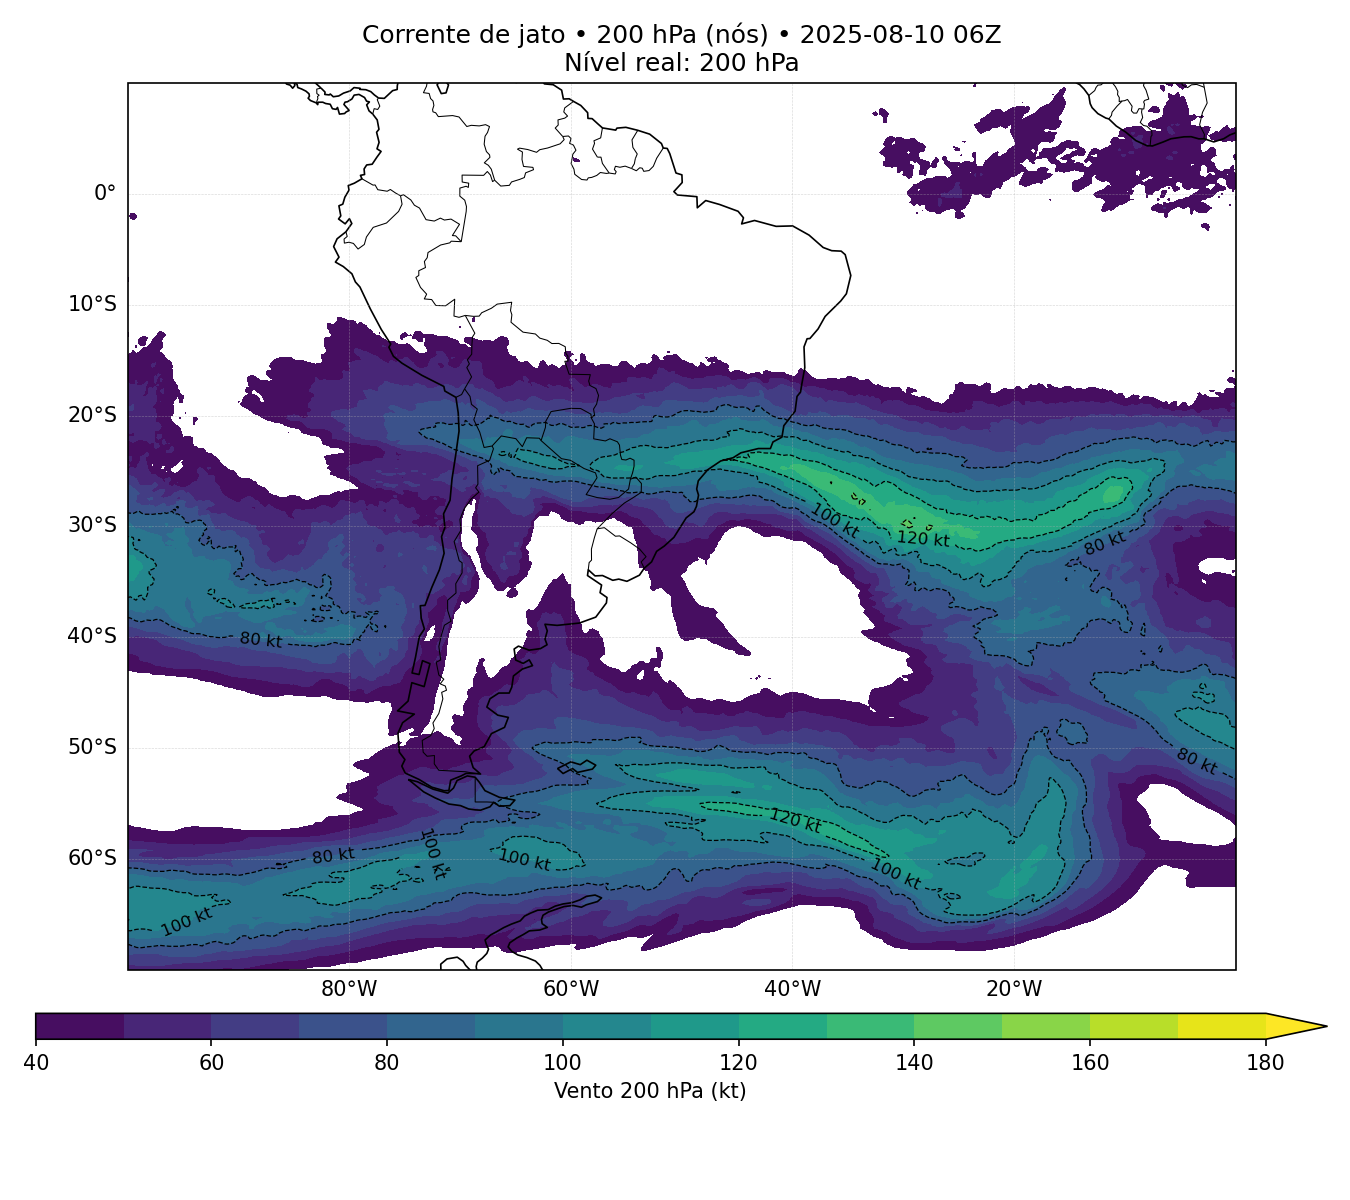 Corrente de jato • 200 hPa (nós) • 2025-08-10 06Z
Nível real: 200 hPa
0°
10°S
20°S
30°S
40°S
50°S
60°S
100 kt
120 kt
80 kt
80 kt
80 kt
120 kt
80 kt
100 kt
100 kt
100 kt
100 kt
80°W
60°W
40°W
20°W
40
60
80
100
120
140
160
180
Vento 200 hPa (kt)